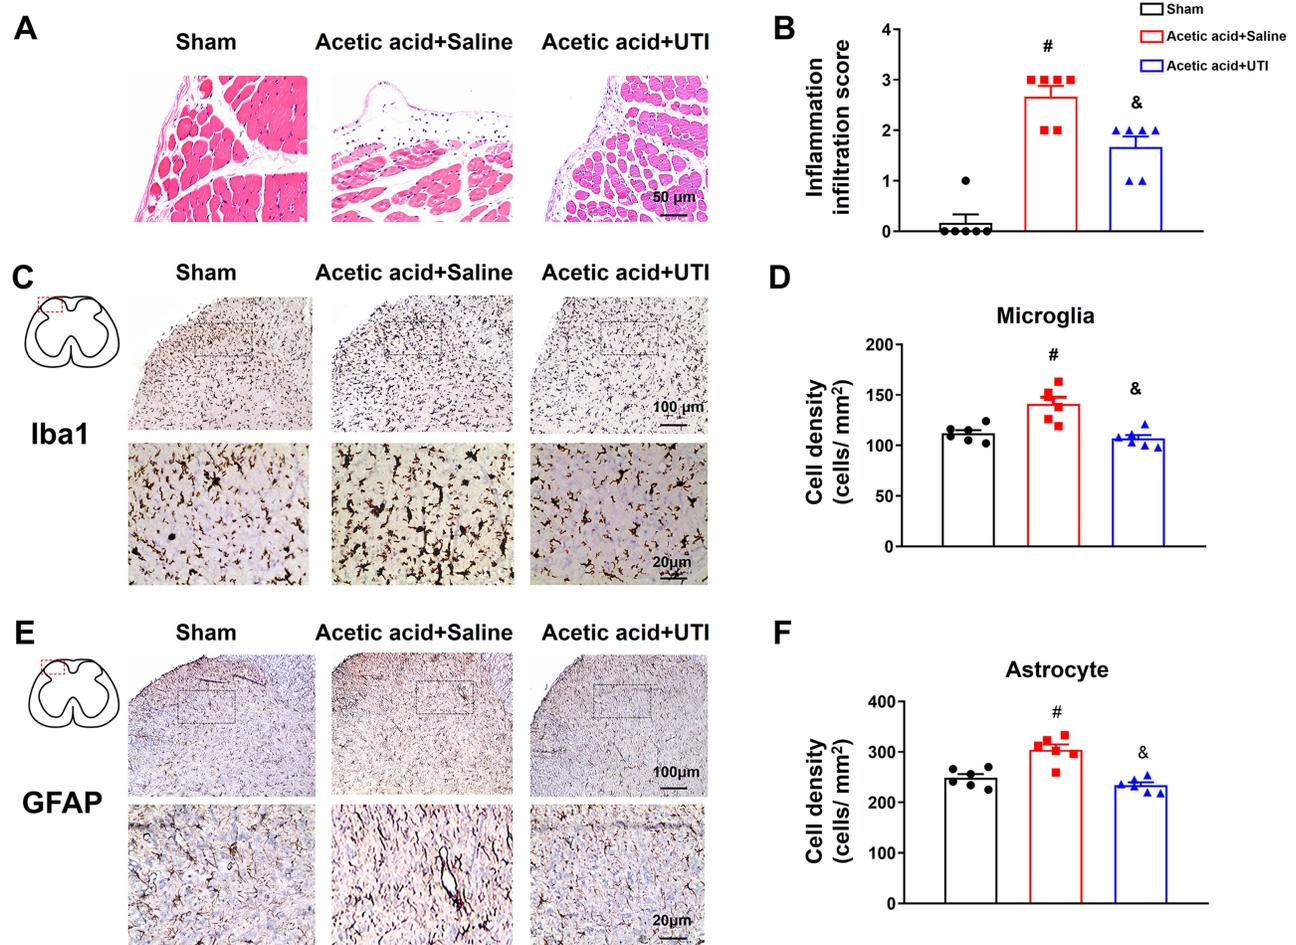 A
Sham
Acetic acid+Saline
Acetic acid+UTI
50 μm
B
Sham
Acetic acid+Saline
Acetic acid+UTI
Inflammation
infiltration score
4
3
2
1
0
#
&
C
Sham
Acetic acid+Saline
Acetic acid+UTI
Iba1
100 μm
20μm
D
Microglia
Cell density
(cells/ mm²)
200
150
100
50
0
#
&
E
Sham
Acetic acid+Saline
Acetic acid+UTI
GFAP
100μm
20μm
F
Astrocyte
Cell density
(cells/ mm²)
400
300
200
100
0
#
&